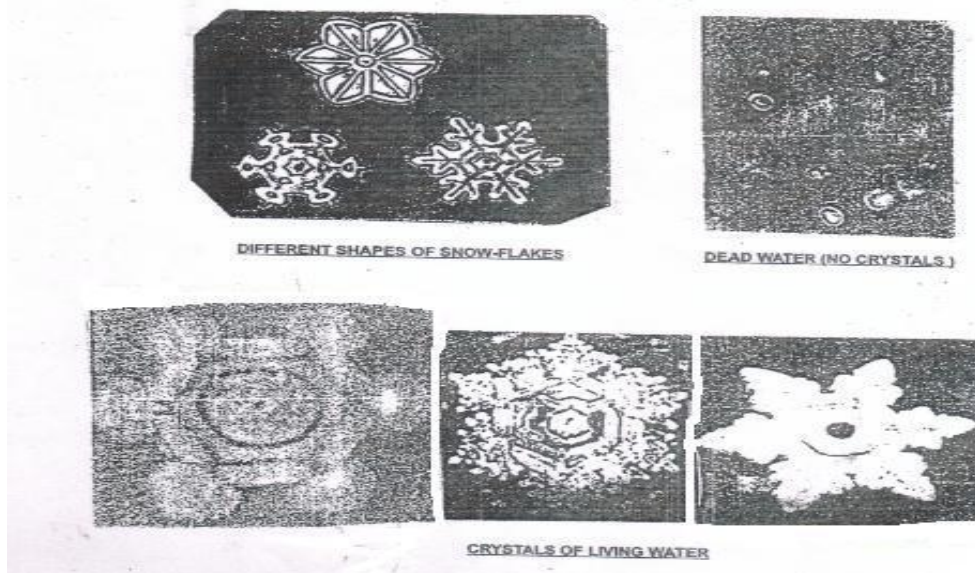 DIFFERENT SHAPES OF SNOW-FLAKES
DEAD WATER (NO CRYSTALS )
CRYSTALS OF LIVING WATER